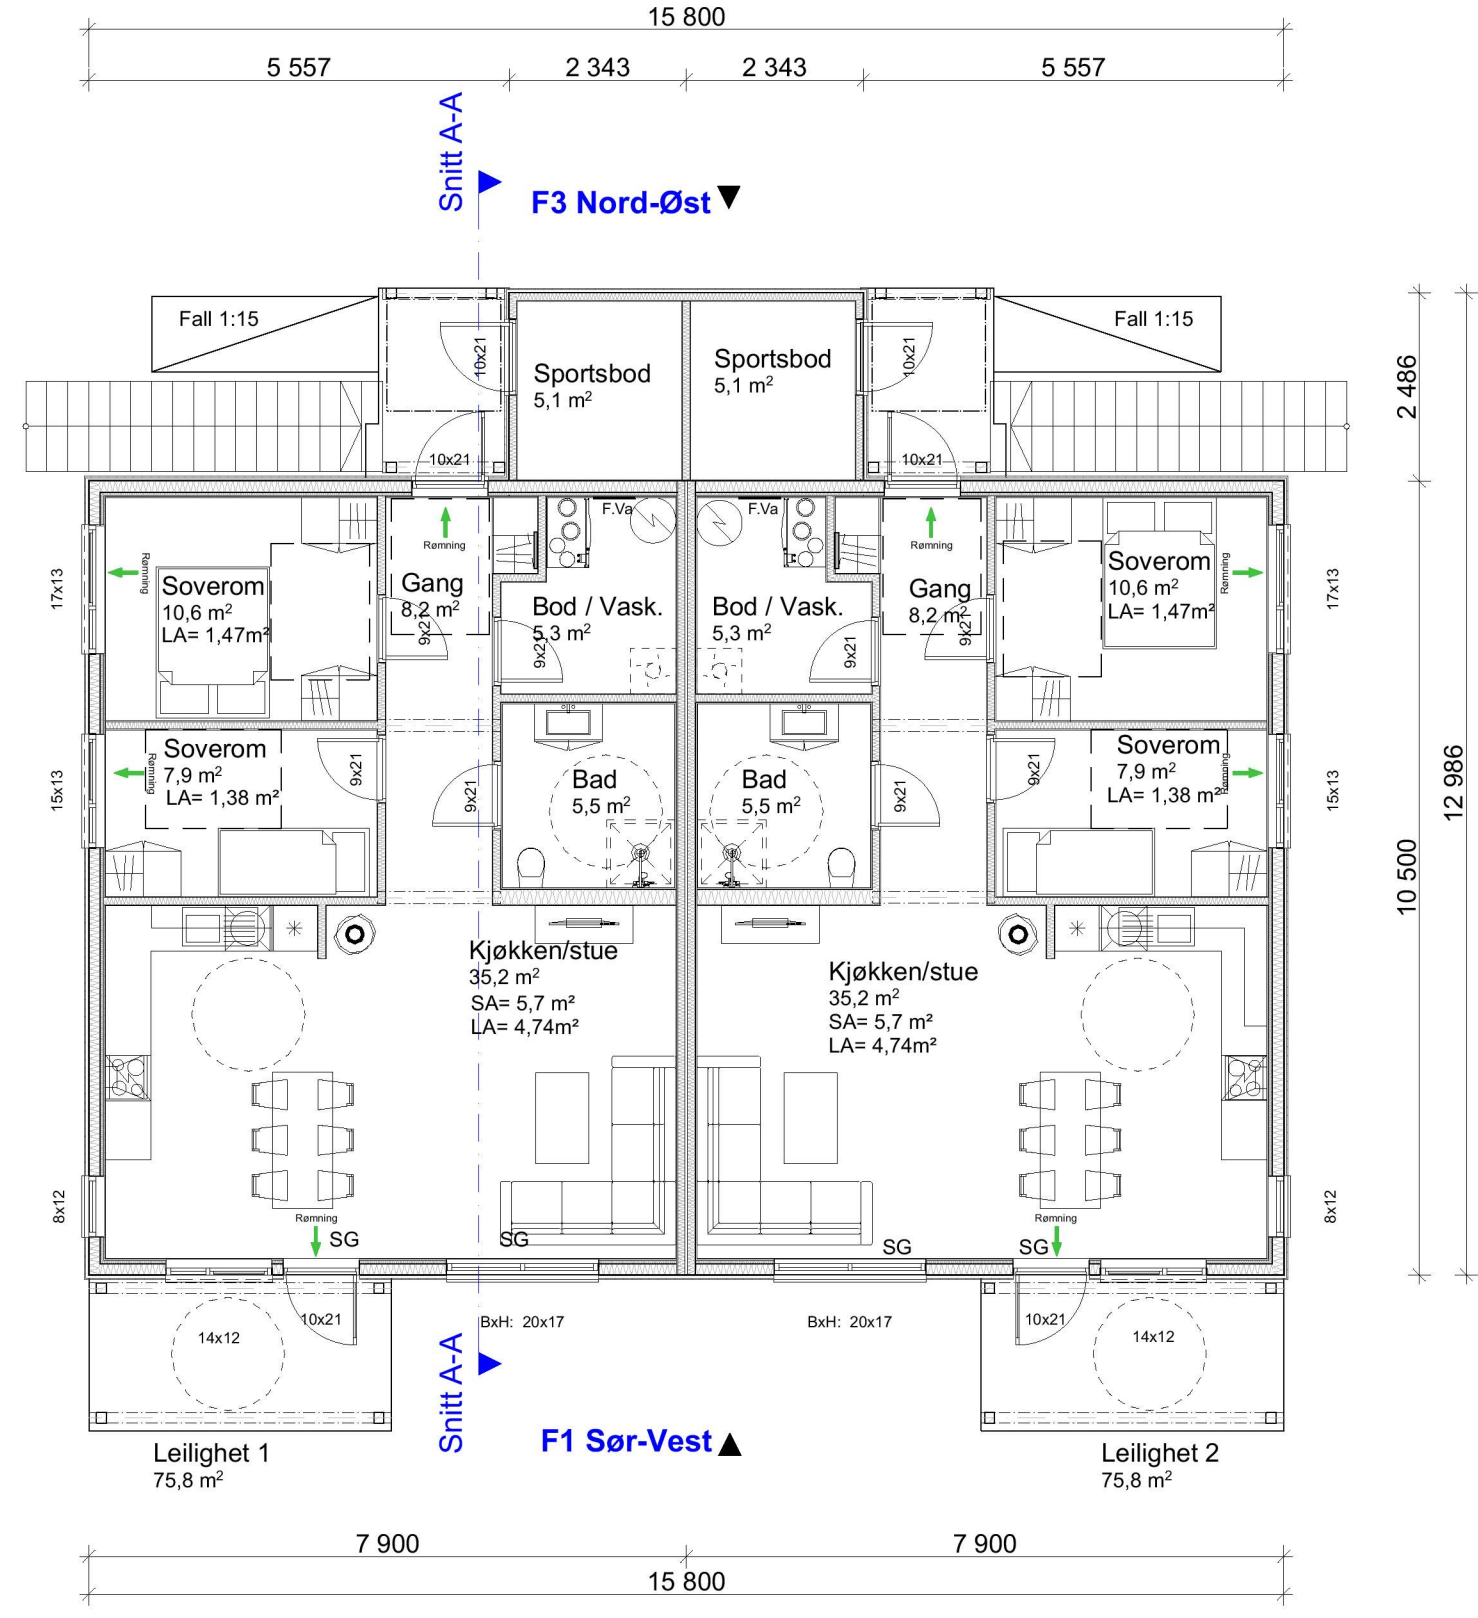 15 800
5 557
2 343
2 343
5 557
Snitt A-A
F3 Nord-Øst
Fall 1:15
Fall 1:15
10x21
10x21
Sportsbod
5,1 m²
Sportsbod
5,1 m²
2 486
10x21
10x21
F.Va
F.Va
Rømning
Rømning
Rømning
Rømning
17x13
17x13
Soverom
10,6 m²
LA= 1,47m²
Gang
8,2 m²
9x21
Bod / Vask.
5,3 m²
9x21
Bod / Vask.
5,3 m²
9x21
Gang
8,2 m²
9x21
Soverom
10,6 m²
LA= 1,47m²
15x13
Soverom
7,9 m²
LA= 1,38 m²
Rømning
9x21
9x21
Bad
5,5 m²
Bad
5,5 m²
9x21
9x21
Soverom
7,9 m²
LA= 1,38 m²
Rømning
15x13
12 986
10 500
Kjøkken/stue
35,2 m²
SA= 5,7 m²
LA= 4,74m²
Kjøkken/stue
35,2 m²
SA= 5,7 m²
LA= 4,74m²
8x12
8x12
Rømning
SG
SG
SG
SG
Rømning
14x12
10x21
BxH: 20x17
BxH: 20x17
10x21
14x12
Snitt A-A
F1 Sør-Vest
Leilighet 1
75,8 m²
Leilighet 2
75,8 m²
7 900
7 900
15 800